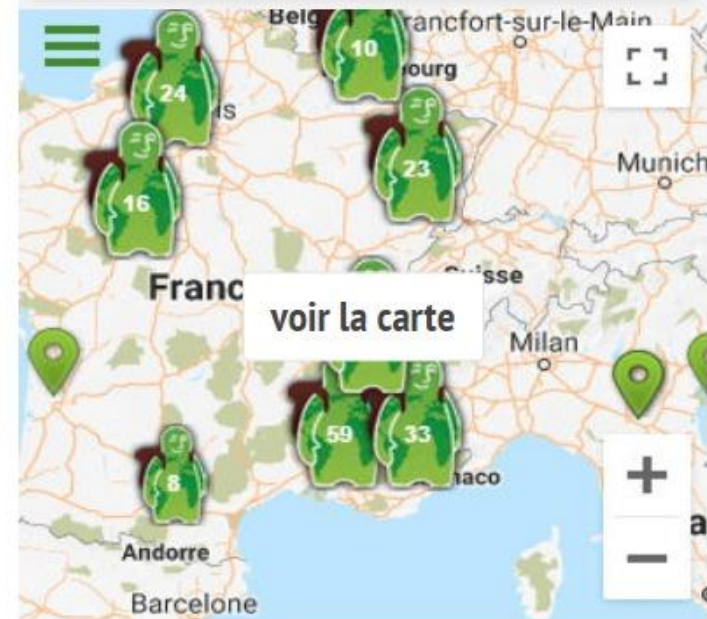 Belg
rancfort-sur-le-Main
10
ourg
24
is
23
Munich
16
Suisse
Franc
voir la carte
Milan
59
33
naco
8
a
Andorre
Barcelone